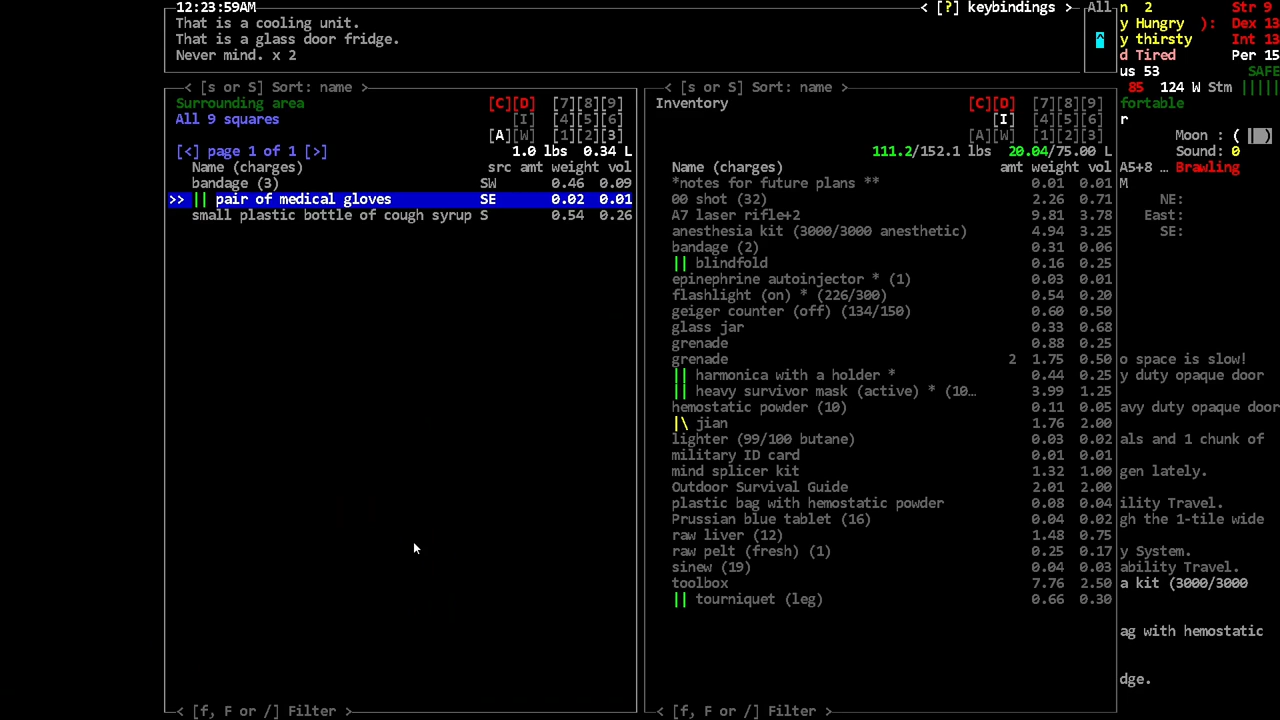 12:23:59AM < [?] keybindings > All n 2 Str 9
That is a cooling unit. y Hungry ): Dex 13
That is a glass door fridge. ^ y thirsty Int 13
Never mind. x 2 d Tired Per 15
us 53 SAFE
< [s or S] Sort: name > < [s or S] Sort: name > 85 124 W Stm |||||
Surrounding area [C][D] [7][8][9] Inventory [C][D] [7][8][9] fortable
All 9 squares [I] [4][5][6] [I] [4][5][6] r
[A][W] [1][2][3] [A][W] [1][2][3] Moon : ( |)
[<] page 1 of 1 [>] 1.0 lbs 0.34 L 111.2/152.1 lbs 20.04/75.00 L Sound: 0
Name (charges) src amt weight vol Name (charges) amt weight vol A5+8 … Brawling
bandage (3) SW 0.46 0.09 *notes for future plans ** 0.01 0.01 M
>> || pair of medical gloves SE 0.02 0.01 00 shot (32) 2.26 0.71 NE:
small plastic bottle of cough syrup S 0.54 0.26 A7 laser rifle+2 9.81 3.78 East:
anesthesia kit (3000/3000 anesthetic) 4.94 3.25 SE:
bandage (2) 0.31 0.06
|| blindfold 0.16 0.25
epinephrine autoinjector * (1) 0.03 0.01
flashlight (on) * (226/300) 0.54 0.20
geiger counter (off) (134/150) 0.60 0.50
glass jar 0.33 0.68
grenade 0.88 0.25
grenade 2 1.75 0.50 o space is slow!
|| harmonica with a holder * 0.44 0.25 y duty opaque door
|| heavy survivor mask (active) * (10… 3.99 1.25
hemostatic powder (10) 0.11 0.05 avy duty opaque door
|\ jian 1.76 2.00
lighter (99/100 butane) 0.03 0.02 als and 1 chunk of
military ID card 0.01 0.01
mind splicer kit 1.32 1.00 gen lately.
Outdoor Survival Guide 2.01 2.00
plastic bag with hemostatic powder 0.08 0.04 ility Travel.
Prussian blue tablet (16) 0.04 0.02 gh the 1-tile wide
raw liver (12) 1.48 0.75
raw pelt (fresh) (1) 0.25 0.17 y System.
sinew (19) 0.04 0.03 ability Travel.
toolbox 7.76 2.50 a kit (3000/3000
|| tourniquet (leg) 0.66 0.30
ag with hemostatic
dge.
< [f, F or /] Filter > < [f, F or /] Filter >